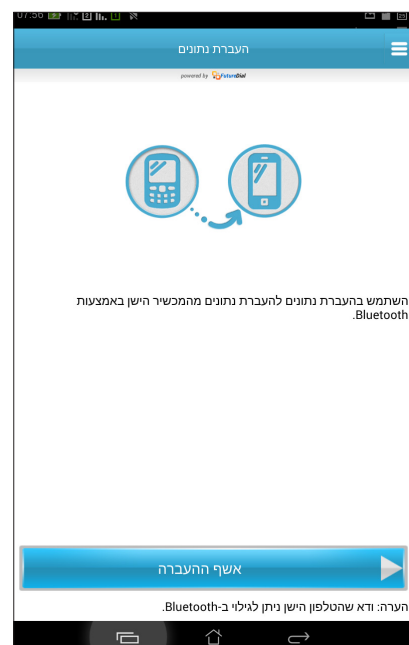 07:56
העברת נתונים
powered by FutureDial
השתמש בהעברת נתונים להעברת נתונים מהמכשיר הישן באמצעות
Bluetooth.
אשף ההעברה
הערה: ודא שהטלפון הישן ניתן לגילוי ב-Bluetooth.